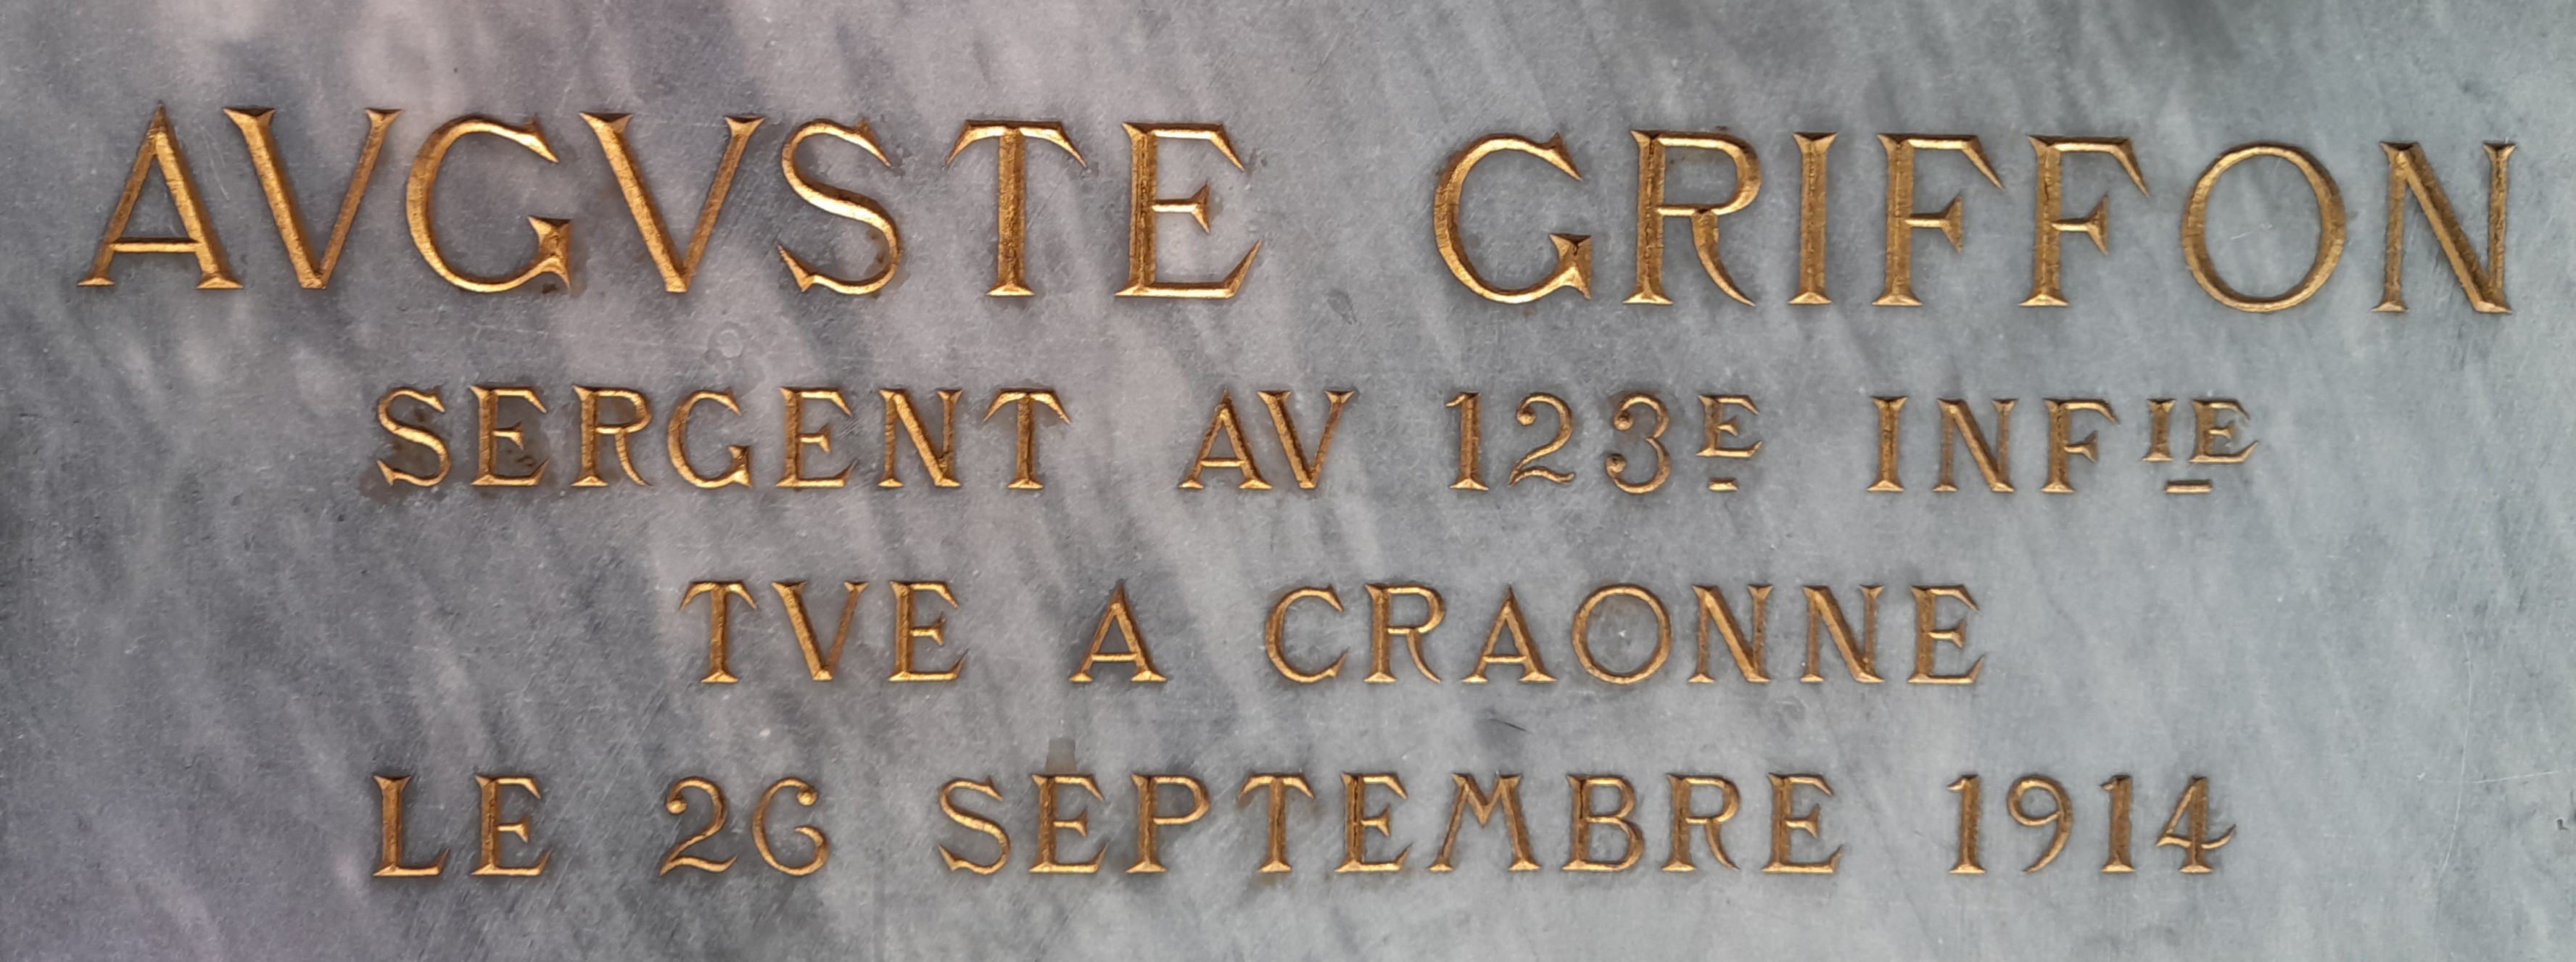 AVGVSTE GRIFFON
SERGENT AV 123E INFIE
TVE A CRAONNE
LE 26 SEPTEMBRE 1914